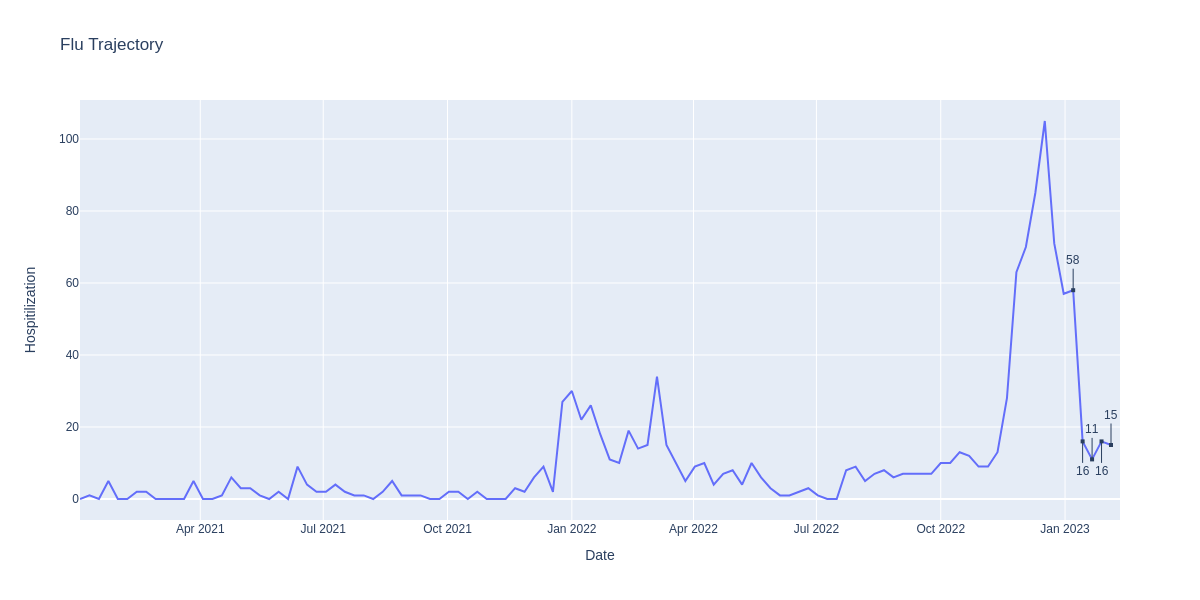 Flu Trajectory
Hospitilization
100
80
60
40
20
0
58
15
11
16
16
Apr 2021
Jul 2021
Oct 2021
Jan 2022
Apr 2022
Jul 2022
Oct 2022
Jan 2023
Date